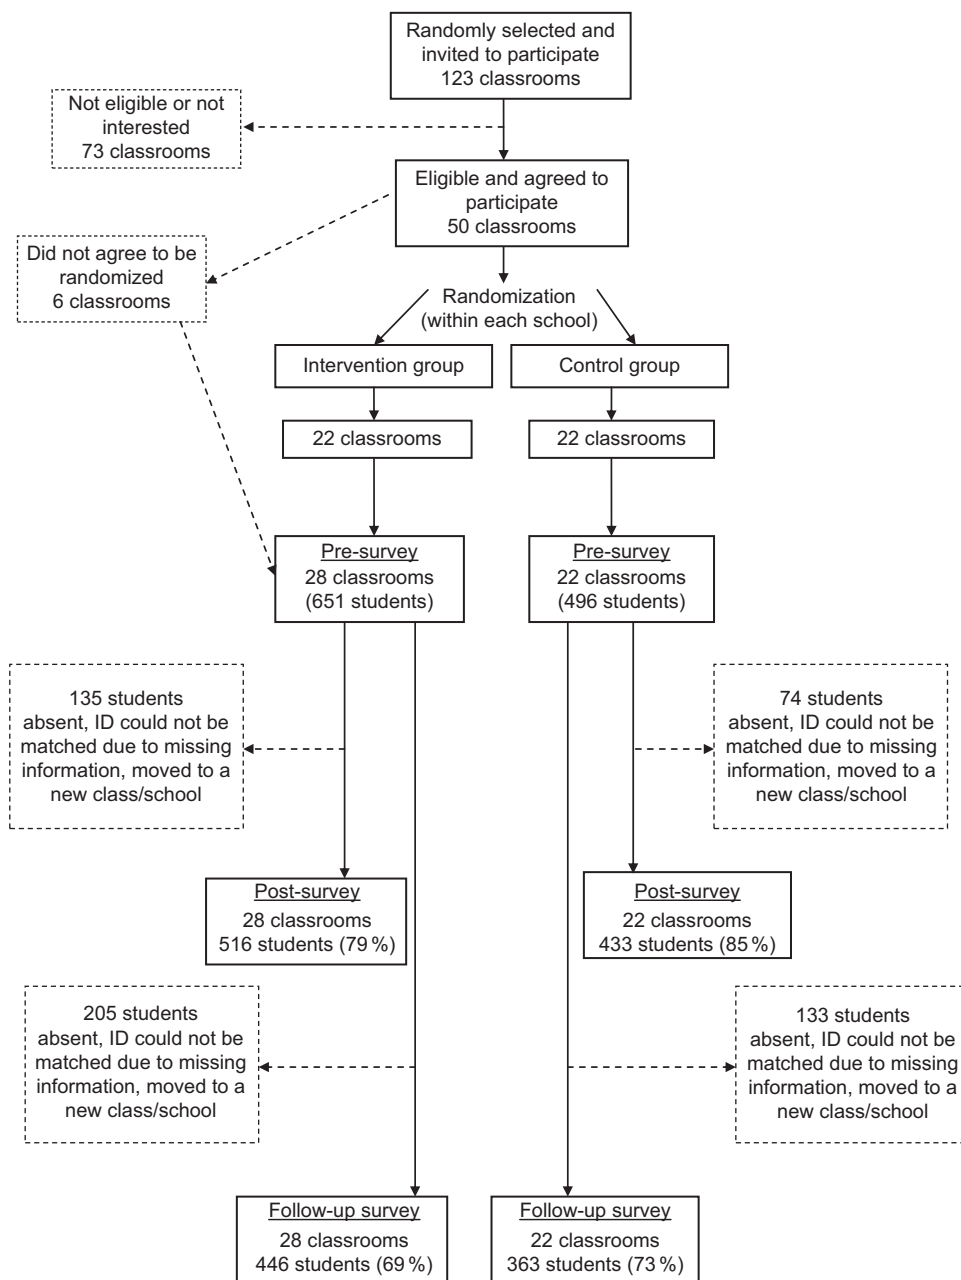 Randomly selected and
invited to participate
123 classrooms
Not eligible or not
interested
73 classrooms
Eligible and agreed to
participate
50 classrooms
Did not agree to be
randomized
6 classrooms
Randomization
(within each school)
Intervention group
Control group
22 classrooms
22 classrooms
Pre-survey
28 classrooms
(651 students)
Pre-survey
22 classrooms
(496 students)
135 students
absent, ID could not be
matched due to missing
information, moved to a
new class/school
74 students
absent, ID could not be
matched due to missing
information, moved to a
new class/school
Post-survey
28 classrooms
516 students (79 %)
Post-survey
22 classrooms
433 students (85 %)
205 students
absent, ID could not be
matched due to missing
information, moved to a
new class/school
133 students
absent, ID could not be
matched due to missing
information, moved to a
new class/school
Follow-up survey
28 classrooms
446 students (69 %)
Follow-up survey
22 classrooms
363 students (73 %)